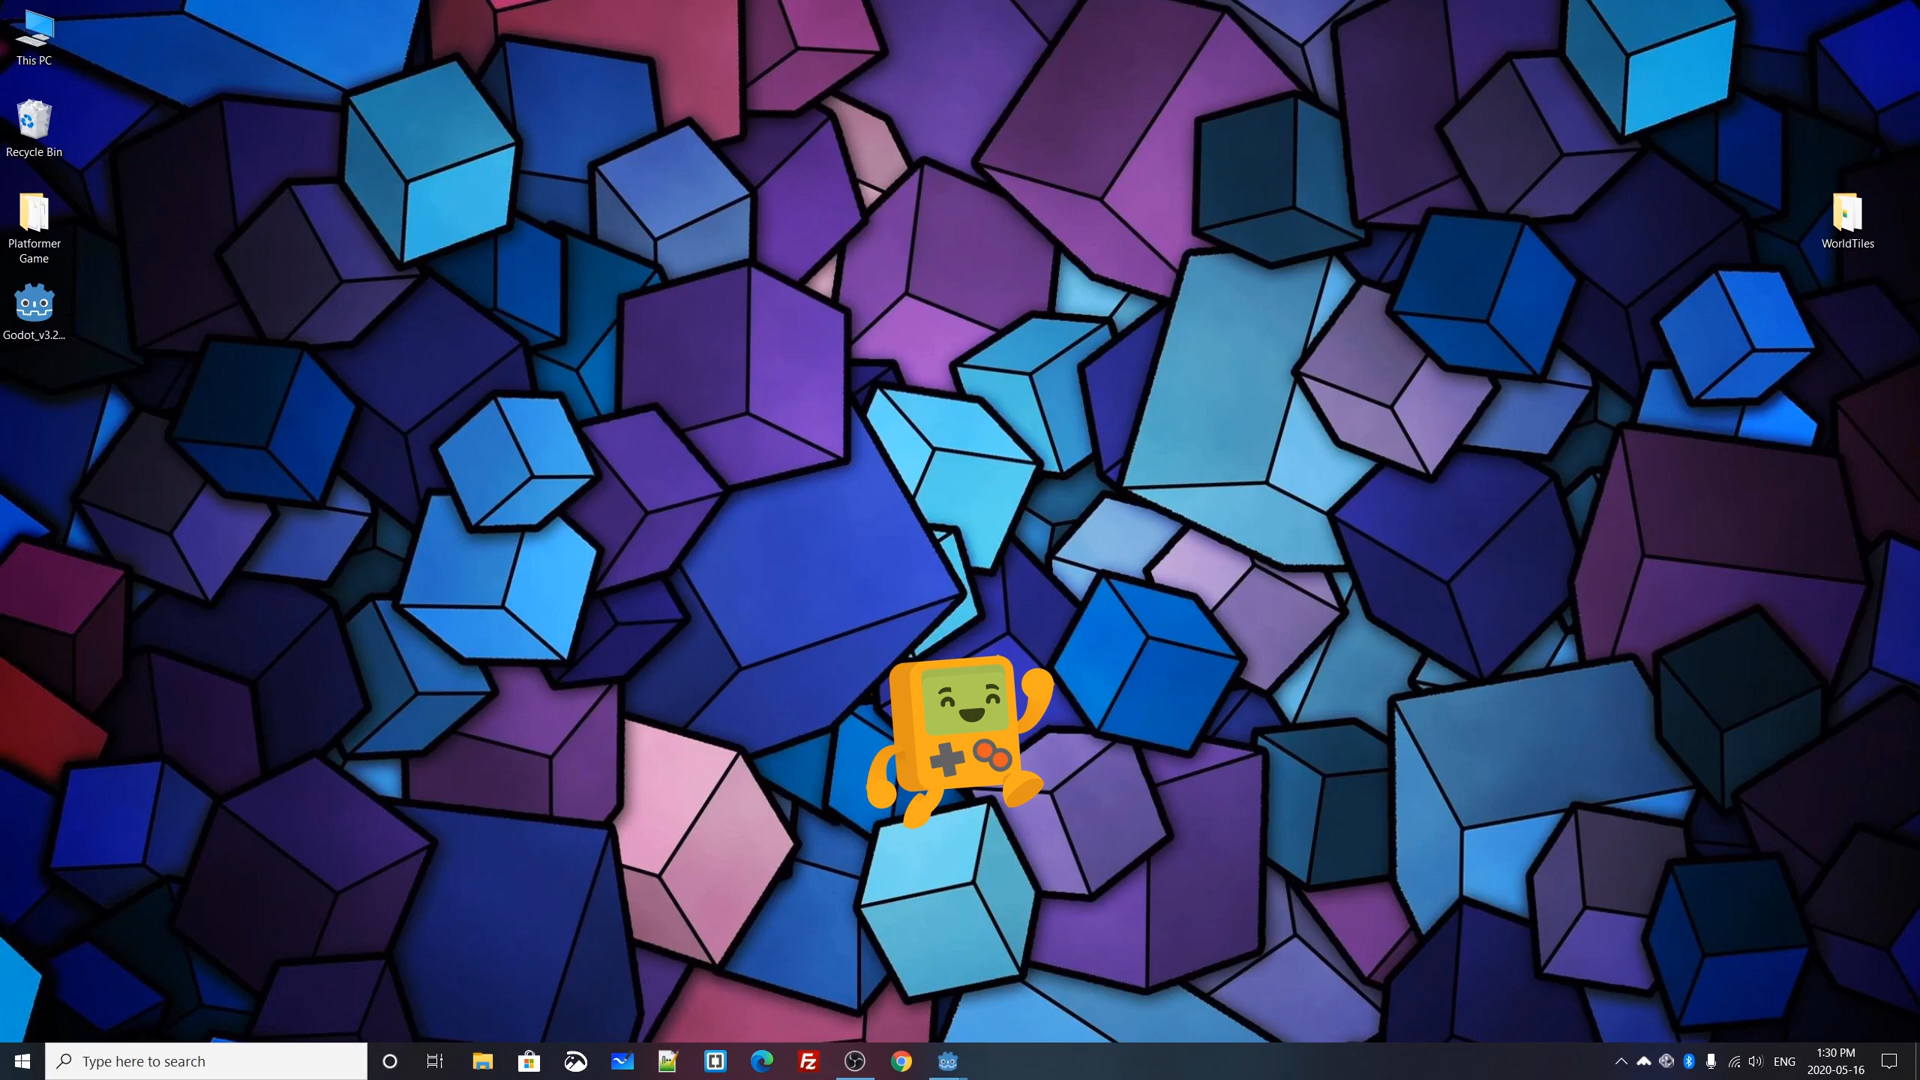 This PC
Recycle Bin
Platformer
Game
Godot_v3.2...
WorldTiles
Type here to search
ENG
1:30 PM
2020-05-16